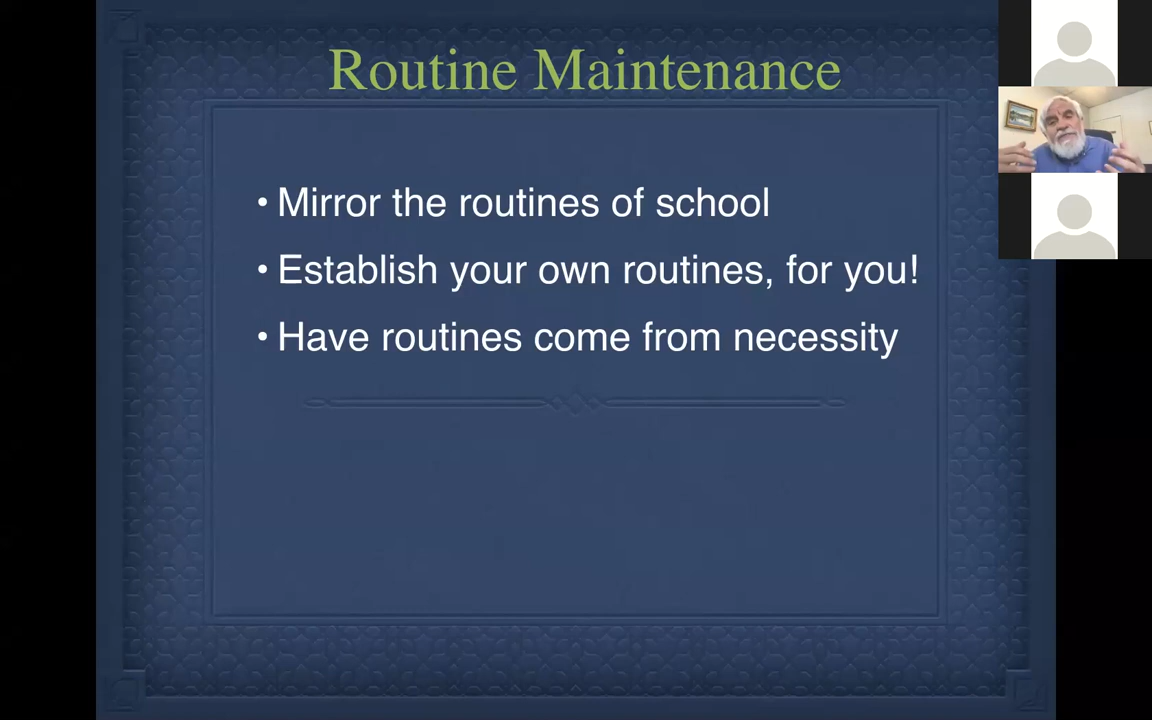 Routine Maintenance
• Mirror the routines of school
• Establish your own routines, for you!
• Have routines come from necessity